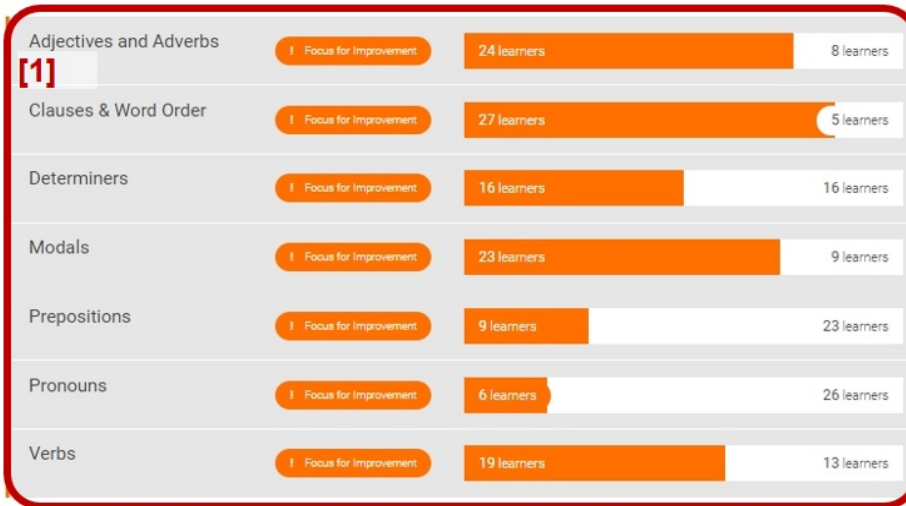 Adjectives and Adverbs ! Focus for Improvement 24 learners 8 learners
[1]
Clauses & Word Order ! Focus for Improvement 27 learners 5 learners
Determiners ! Focus for Improvement 16 learners 16 learners
Modals ! Focus for Improvement 23 learners 9 learners
Prepositions ! Focus for Improvement 9 learners 23 learners
Pronouns ! Focus for Improvement 6 learners 26 learners
Verbs ! Focus for Improvement 19 learners 13 learners